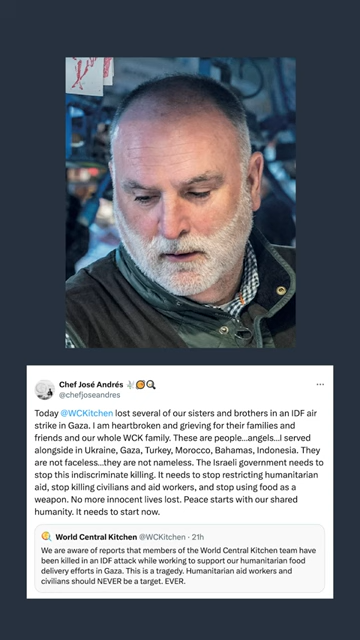 Chef José Andrés 🕊️🥘🍳
@chefjoseandres
Today @WCKitchen lost several of our sisters and brothers in an IDF air
strike in Gaza. I am heartbroken and grieving for their families and
friends and our whole WCK family. These are people...angels...I served
alongside in Ukraine, Gaza, Turkey, Morocco, Bahamas, Indonesia. They
are not faceless...they are not nameless. The Israeli government needs to
stop this indiscriminate killing. It needs to stop restricting humanitarian
aid, stop killing civilians and aid workers, and stop using food as a
weapon. No more innocent lives lost. Peace starts with our shared
humanity. It needs to start now.
World Central Kitchen @WCKitchen · 21h
We are aware of reports that members of the World Central Kitchen team have
been killed in an IDF attack while working to support our humanitarian food
delivery efforts in Gaza. This is a tragedy. Humanitarian aid workers and
civilians should NEVER be a target. EVER.